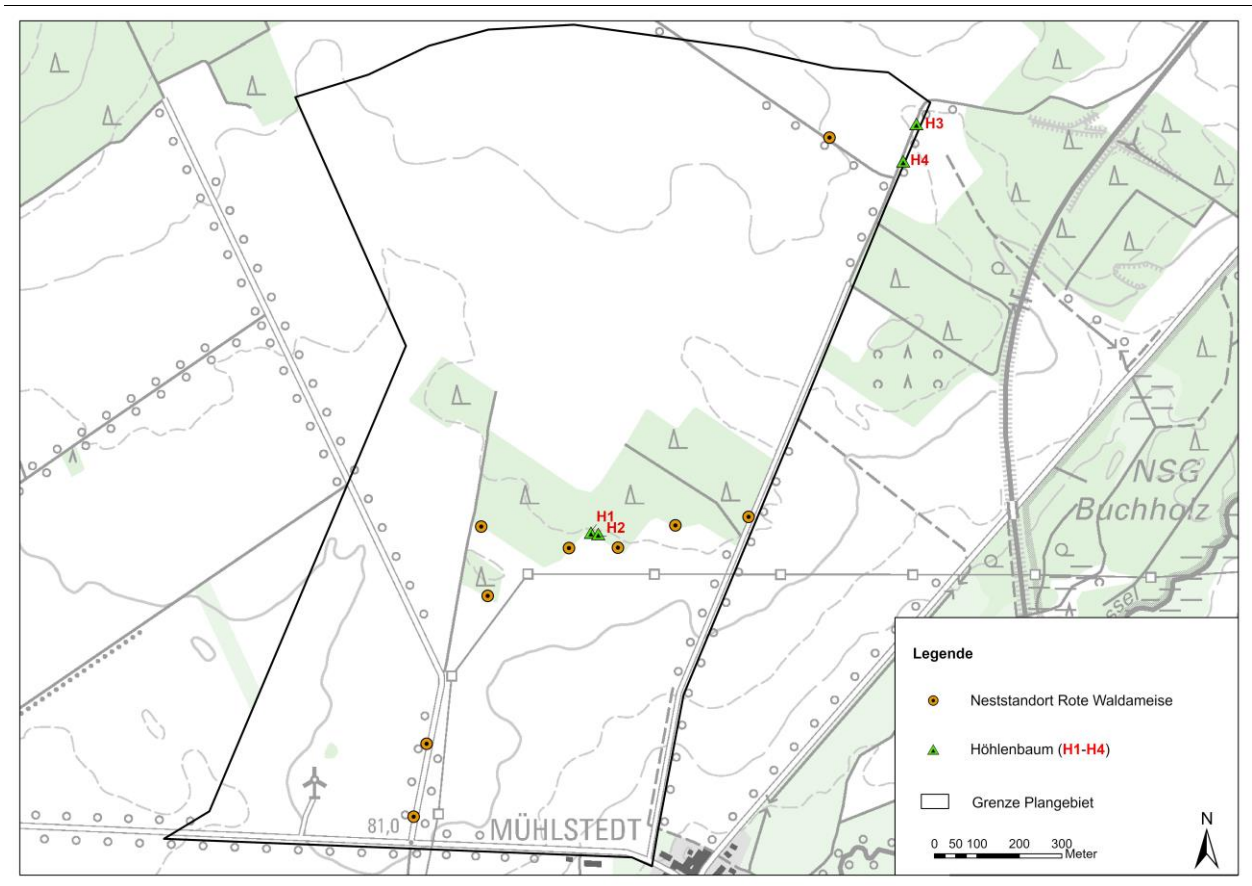 H3
H4
H1
H2
NSG
Buchholz
ssel
81,0
MÜHLSTEDT
Legende
Neststandort Rote Waldameise
Höhlenbaum (H1-H4)
Grenze Plangebiet
N
0 50 100 200 300
Meter